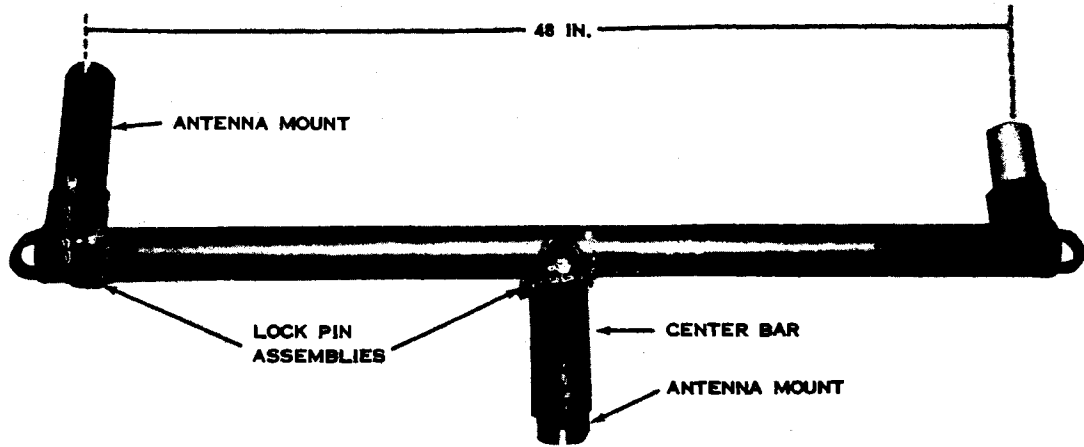 48 IN.
ANTENNA MOUNT
LOCK PIN
ASSEMBLIES
CENTER BAR
ANTENNA MOUNT